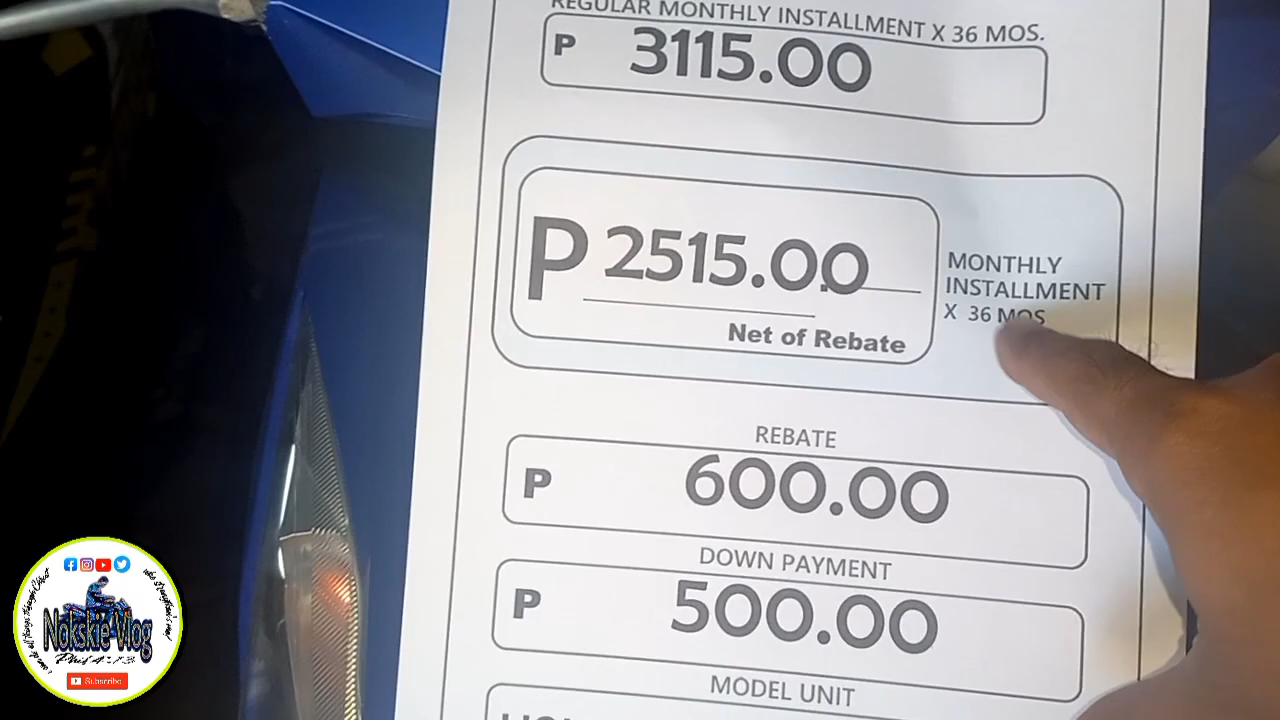 REGULAR MONTHLY INSTALLMENT X 36 MOS.
P 3115.00
P 2515.00
Net of Rebate
MONTHLY
INSTALLMENT
X 36 MOS
REBATE
P 600.00
DOWN PAYMENT
P 500.00
MODEL UNIT
Nokskie Vlog
Subscribe